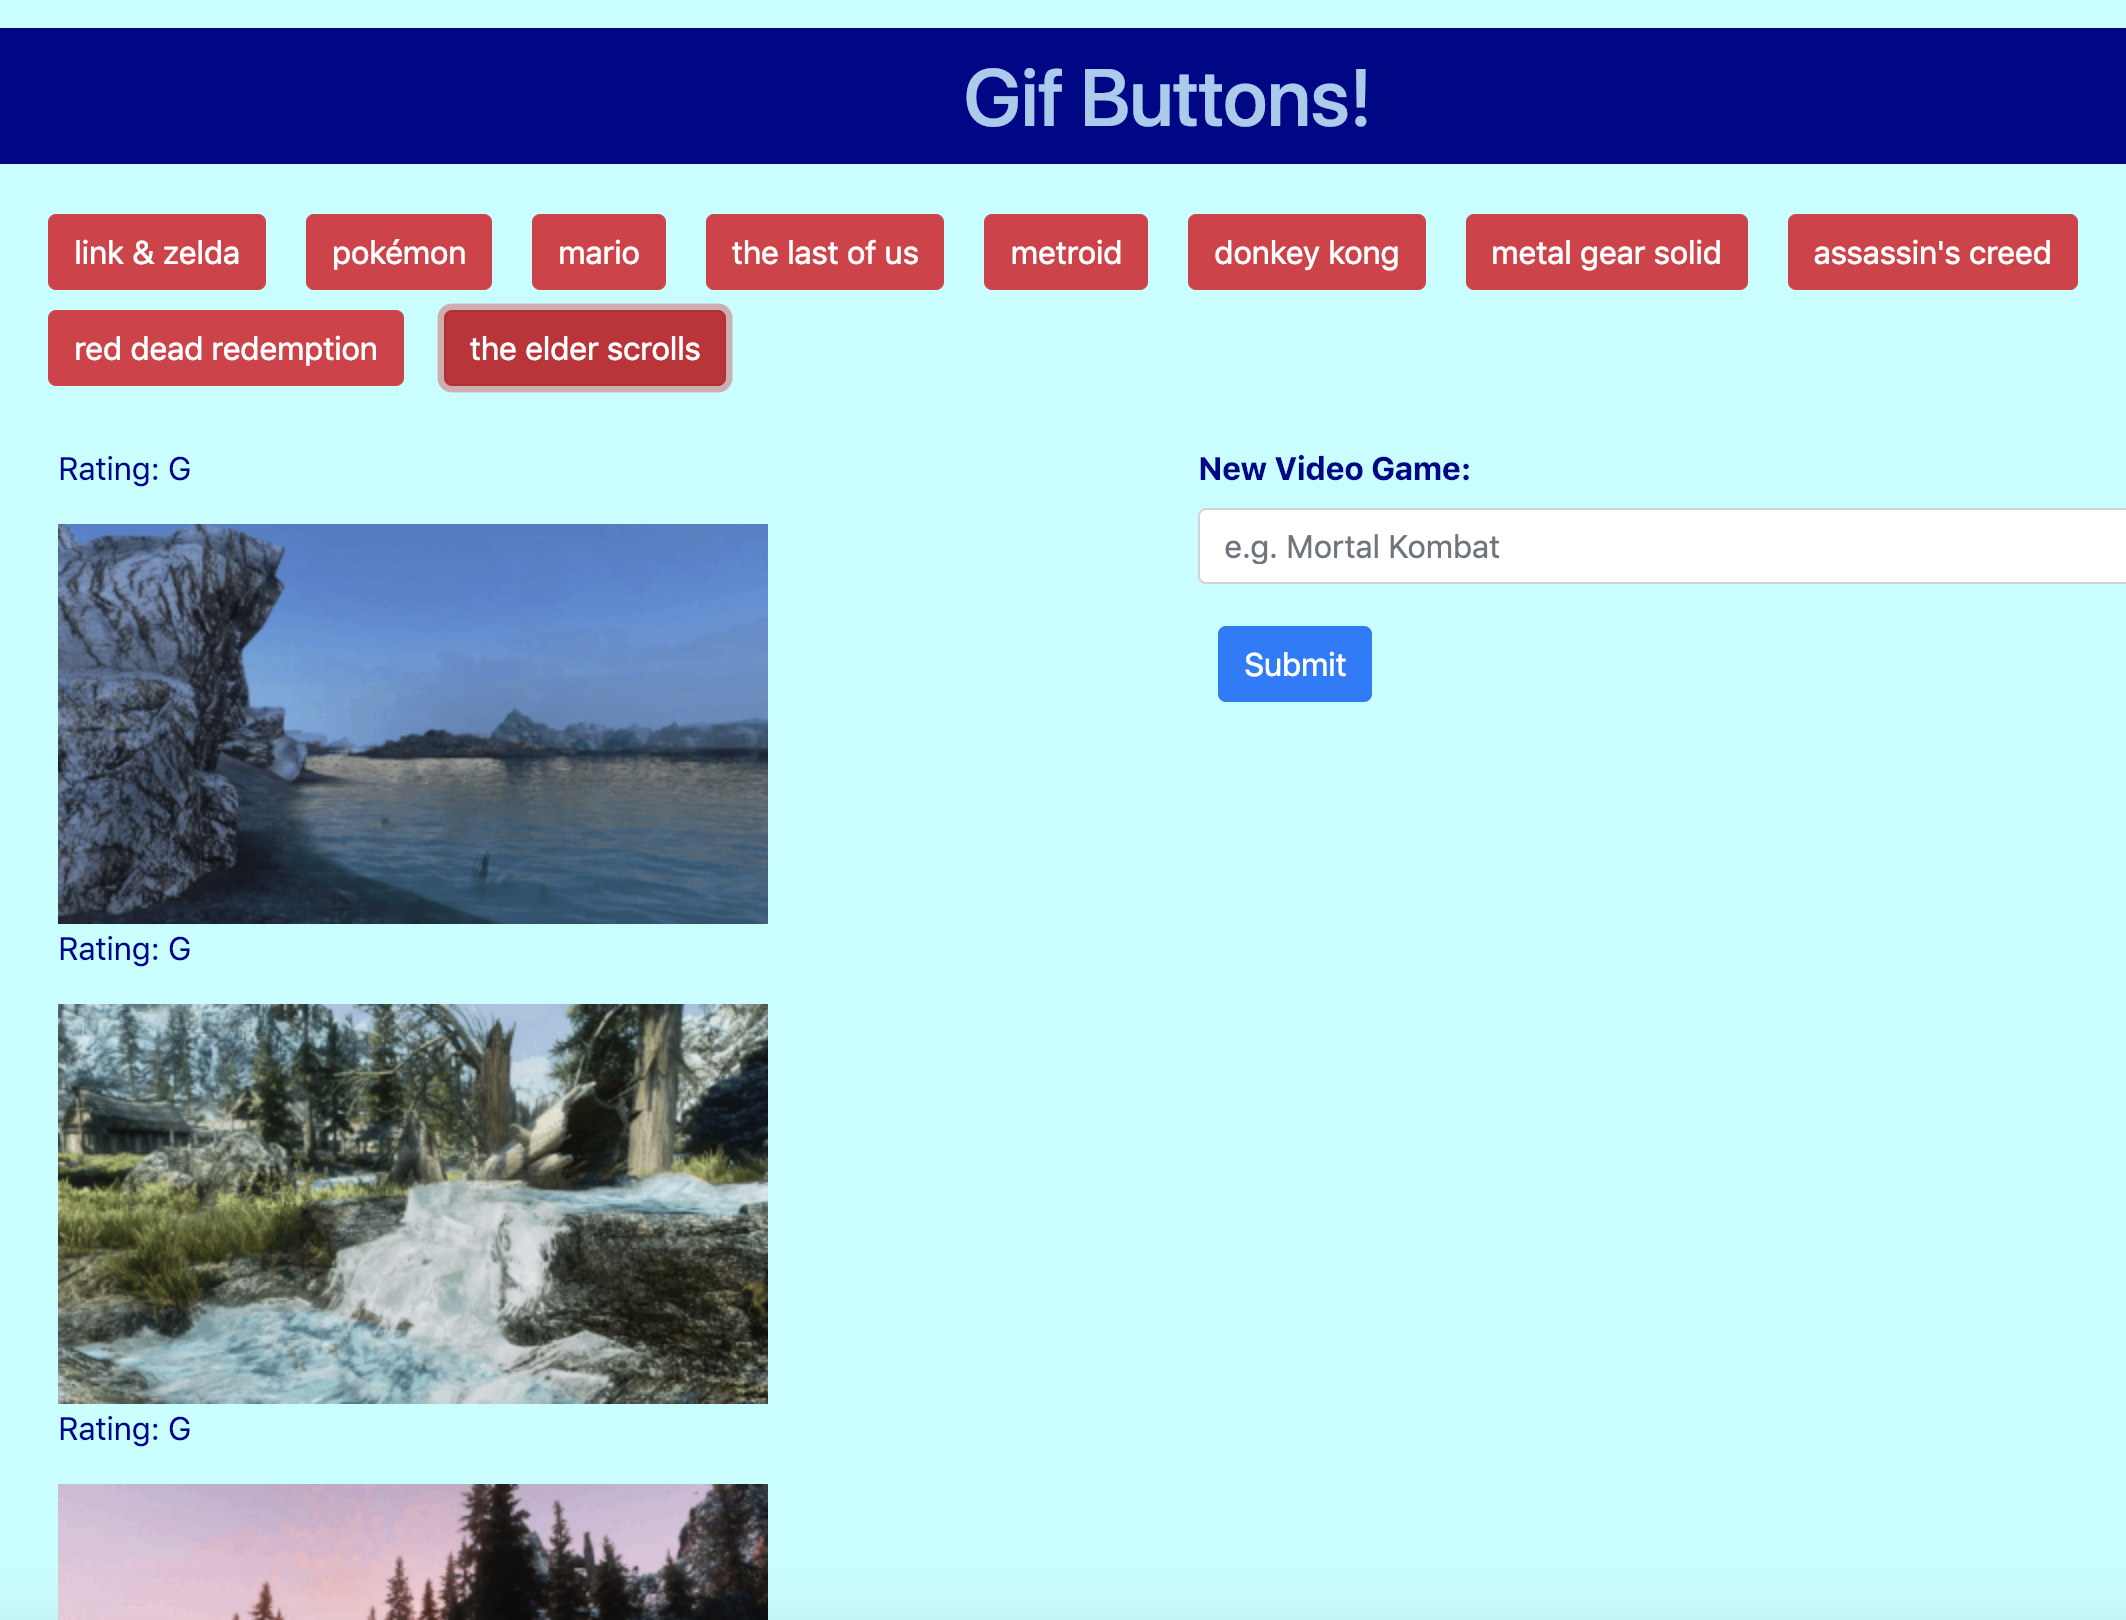 Gif Buttons!
link & zelda pokémon mario the last of us metroid donkey kong metal gear solid assassin's creed
red dead redemption the elder scrolls
Rating: G
New Video Game:
e.g. Mortal Kombat
Submit
Rating: G
Rating: G